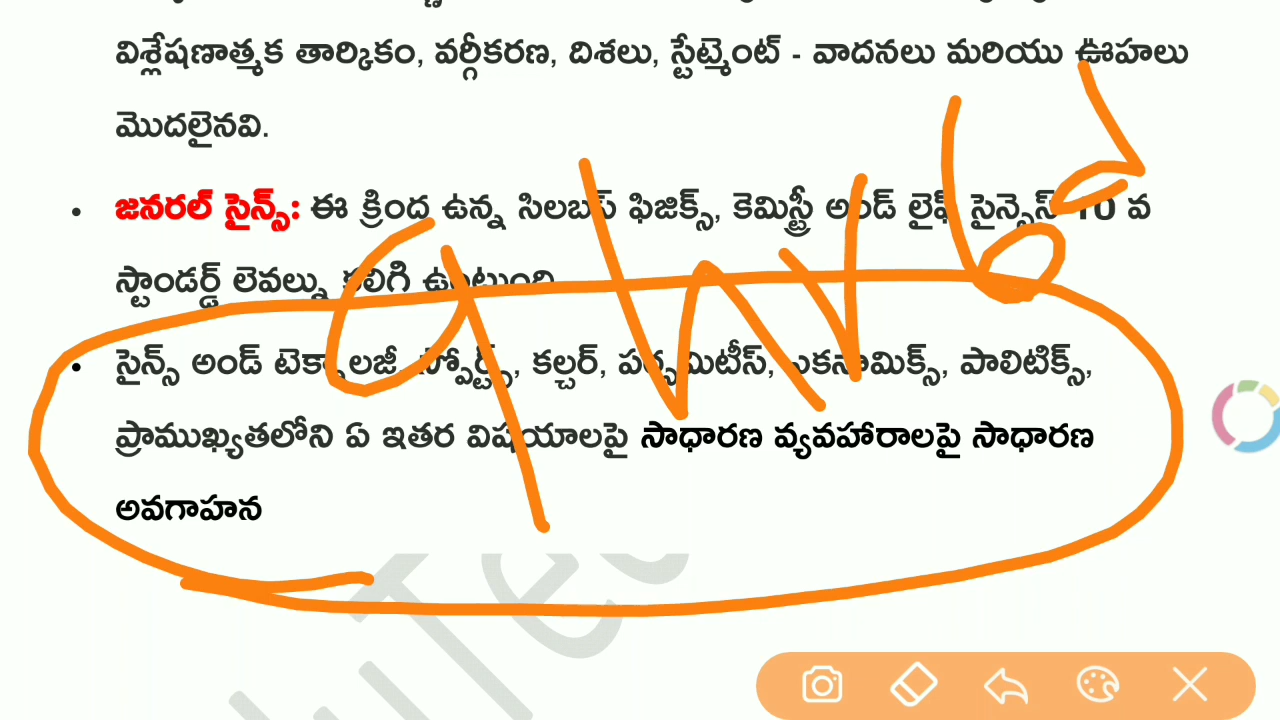 విశ్లేషణాత్మక తార్కికం, వర్గీకరణ, దిశలు, స్టేట్మెంట్ - వాదనలు మరియు ఊహలు
మొదలైనవి.
• జనరల్ సైన్స్: ఈ క్రింద ఉన్న సిలబస్ ఫిజిక్స్, కెమిస్ట్రీ అండ్ లైఫ్ సైన్సెస్ 10 వ
స్టాండర్డ్ లెవల్ను కలిగి ఉంటుంది
• సైన్స్ అండ్ టెక్నాలజీ, స్పోర్ట్స్, కల్చర్, పర్సనమిటీస్, ఎకనామిక్స్, పాలిటిక్స్,
ప్రాముఖ్యతలోని ఏ ఇతర విషయాలపై సాధారణ వ్యవహారాలపై సాధారణ
అవగాహన